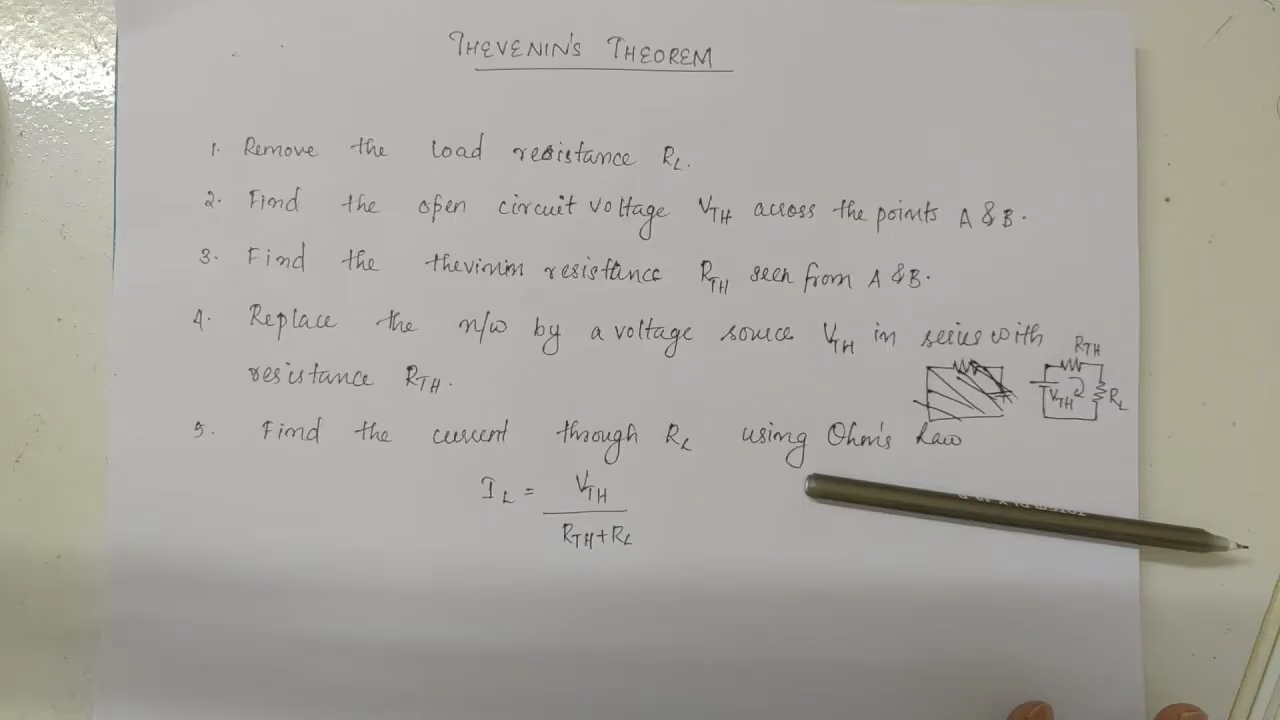 THEVENIN'S THEOREM
1. Remove the load resistance RL.
2. Find the open circuit voltage VTH across the points A & B.
3. Find the thevinim resistance RTH seen from A & B.
4. Replace the n/w by a voltage source VTH in series with
resistance RTH.
RTH
VTH
RL
5. Find the current through RL using Ohm's Law
IL = VTH
RTH+RL